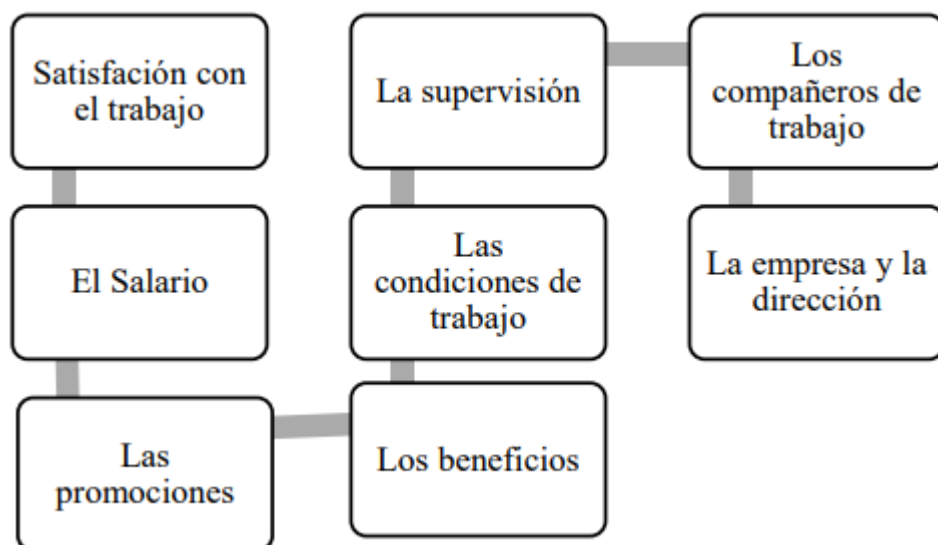 Satisfación con
el trabajo
El Salario
Las
promociones
Los beneficios
Las
condiciones de
trabajo
La supervisión
Los
compañeros de
trabajo
La empresa y la
dirección